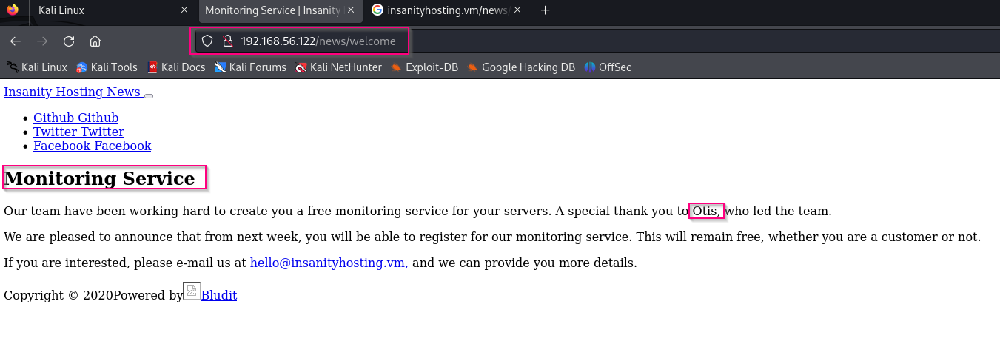 Kali Linux
Monitoring Service | Insanity
insanityhosting.vm/news/
192.168.56.122/news/welcome
Kali Linux Kali Tools Kali Docs Kali Forums Kali NetHunter Exploit-DB Google Hacking DB OffSec
Insanity Hosting News
Github Github
Twitter Twitter
Facebook Facebook
Monitoring Service
Our team have been working hard to create you a free monitoring service for your servers. A special thank you to Otis, who led the team.
We are pleased to announce that from next week, you will be able to register for our monitoring service. This will remain free, whether you are a customer or not.
If you are interested, please e-mail us at hello@insanityhosting.vm, and we can provide you more details.
Copyright © 2020Powered by Bludit